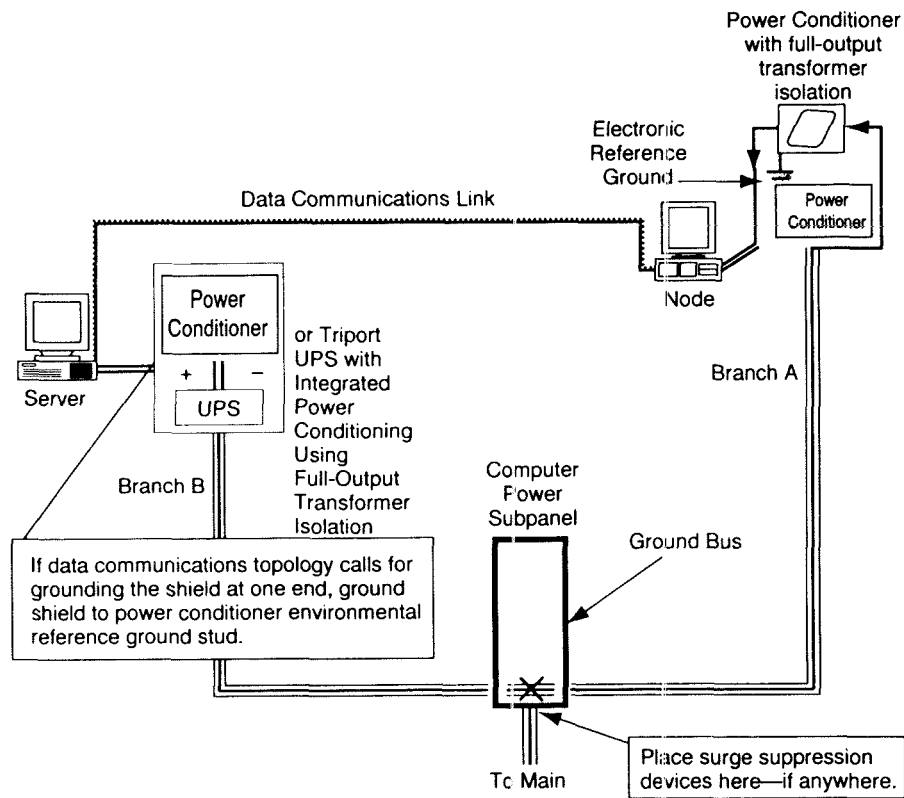 Power Conditioner
with full-output
transformer
isolation
Electronic
Reference
Ground
Data Communications Link
Power
Conditioner
Node
Power
Conditioner
+ −
UPS
or Triport
UPS with
Integrated
Power
Conditioning
Using
Full-Output
Transformer
Isolation
Server
Branch A
Branch B
Computer
Power
Subpanel
Ground Bus
If data communications topology calls for
grounding the shield at one end, ground
shield to power conditioner environmental
reference ground stud.
To Main
Place surge suppression
devices here—if anywhere.